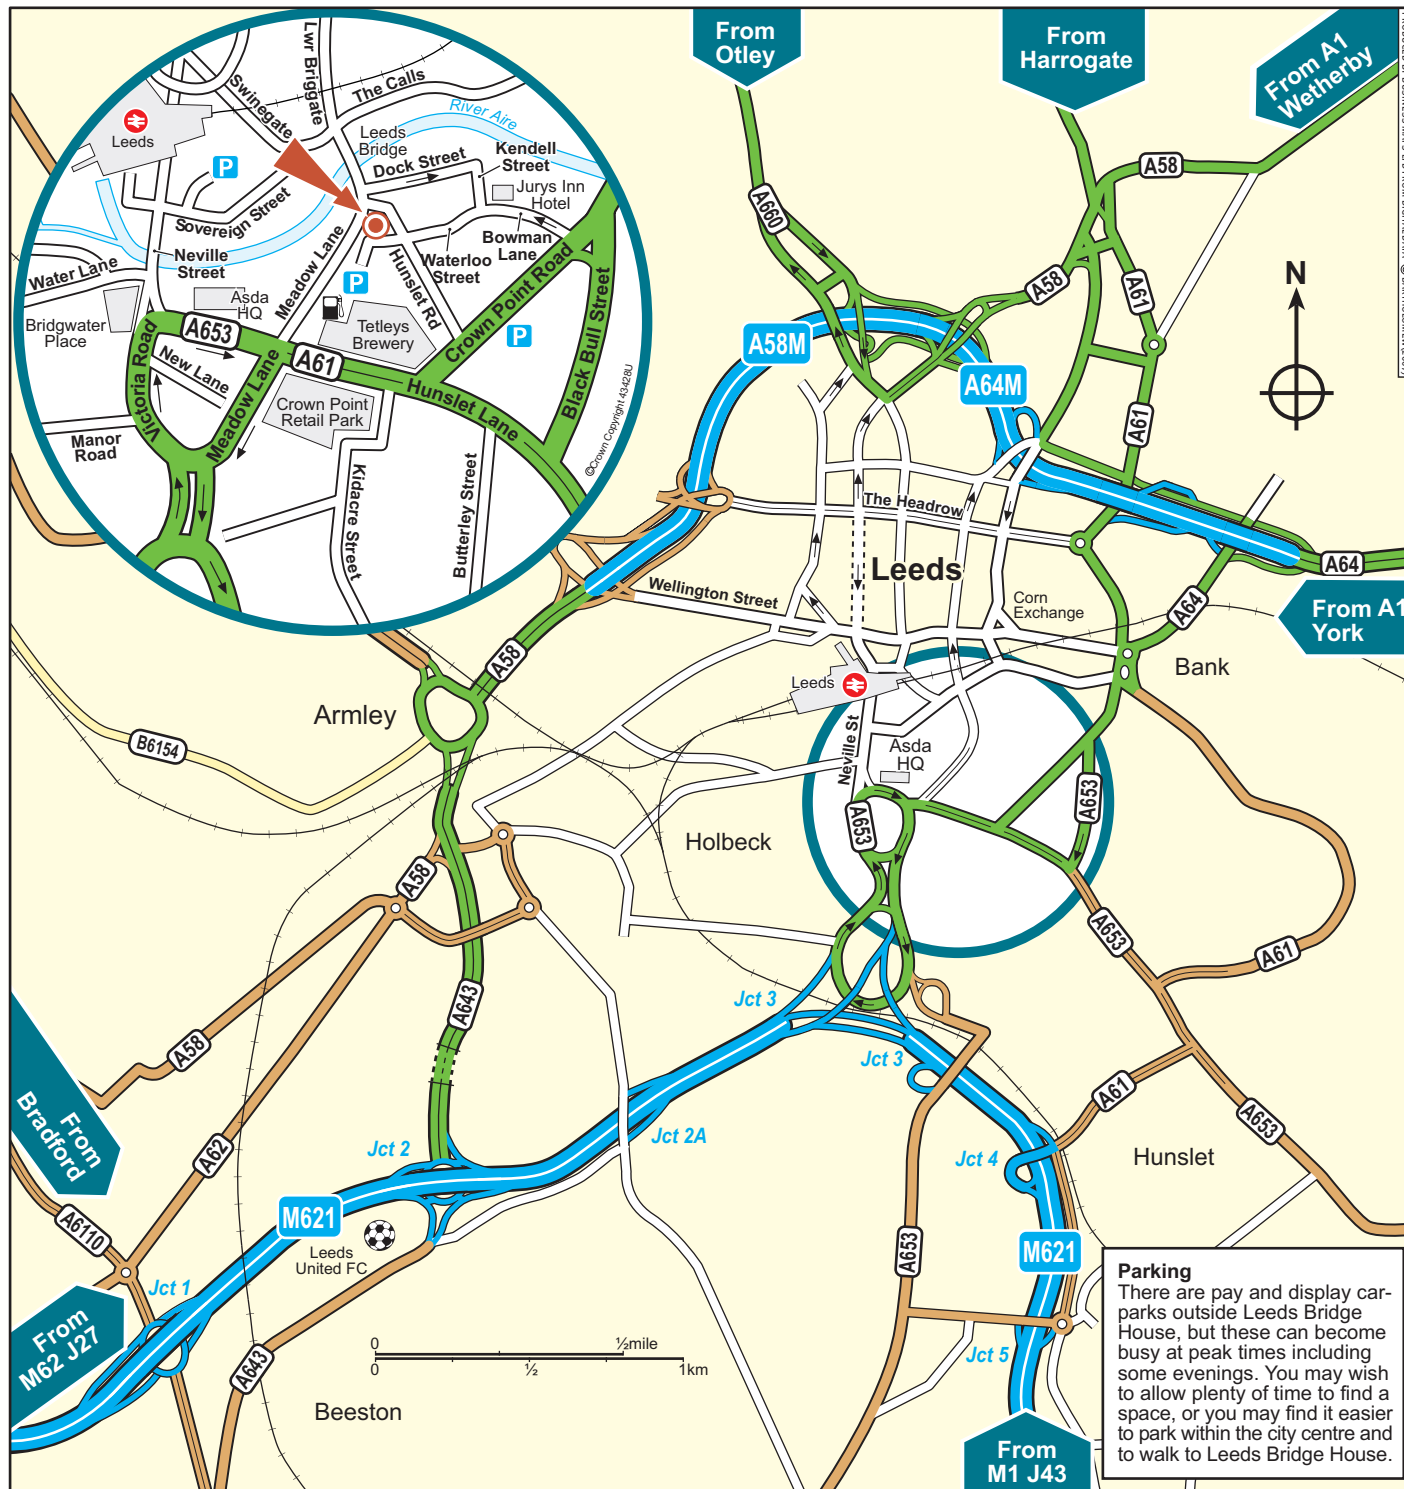 From
Otley
From
Harrogate
From A1
Wetherby
Lwr Briggate
Swinegate
The Calls
River Aire
Leeds
Leeds
Bridge
Dock Street
Kendell
Street
P
Jurys Inn
Hotel
Sovereign Street
Bowman
Lane
Waterloo
Street
Neville
Street
Water Lane
Meadow Lane
P
Hunslet Rd
Crown Point Road
Bridgwater
Place
Asda
HQ
Tetleys
Brewery
P
Black Bull Street
A653
A61
Victoria Road
New Lane
Meadow Lane
Hunslet Lane
Crown Point
Retail Park
Manor
Road
Kidacre Street
Butterley Street
©Crown Copyright 43428U
A660
A58
A58
A61
N
A58M
A64M
A61
The Headrow
Leeds
Wellington Street
Corn
Exchange
A64
A64
From A1
York
A58
Bank
Armley
Leeds
B6154
Neville St
Asda
HQ
A653
A653
Holbeck
A58
A653
A61
A643
Jct 3
Jct 3
A58
A61
A653
From
Bradford
A62
Jct 2
Jct 2A
Jct 4
Hunslet
A6110
M621
Leeds
United FC
A653
M621
Jct 1
From
M62 J27
A643
0
½mile
0
½
1km
Jct 5
Beeston
From
M1 J43
Parking
There are pay and display car-
parks outside Leeds Bridge
House, but these can become
busy at peak times including
some evenings. You may wish
to allow plenty of time to find a
space, or you may find it easier
to park within the city centre and
to walk to Leeds Bridge House.